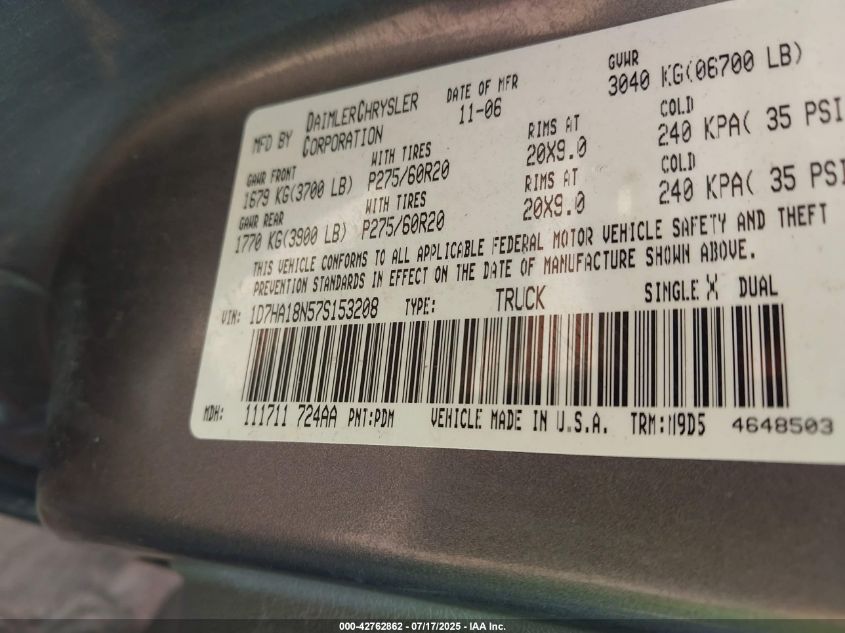 MFD BY DAIMLERCHRYSLER CORPORATION
DATE OF MFR 11-06
GVWR 3040 KG(06700 LB)
GAWR FRONT WITH TIRES RIMS AT COLD
1679 KG(3700 LB) P275/60R20 20X9.0 240 KPA( 35 PSI
GAWR REAR WITH TIRES RIMS AT COLD
1770 KG(3900 LB) P275/60R20 20X9.0 240 KPA( 35 PSI
THIS VEHICLE CONFORMS TO ALL APPLICABLE FEDERAL MOTOR VEHICLE SAFETY AND THEFT
PREVENTION STANDARDS IN EFFECT ON THE DATE OF MANUFACTURE SHOWN ABOVE.
VIN: 1D7HA18N57S153208 TYPE: TRUCK SINGLE X DUAL
MDH: 111711 724AA PNT:PDM VEHICLE MADE IN U.S.A. TRM:M9D5 4648503
000-42762862 - 07/17/2025 - IAA Inc.